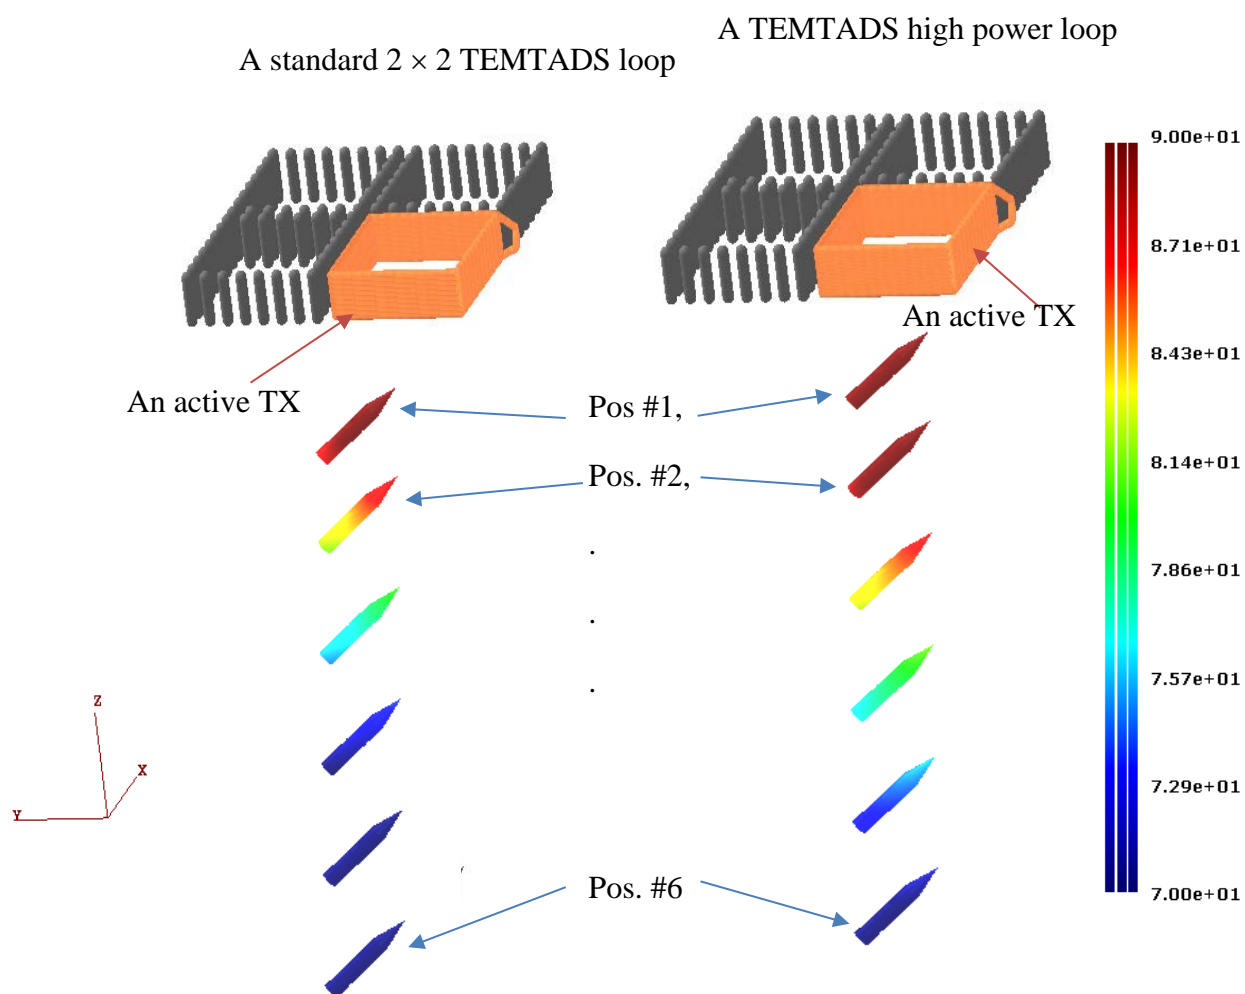 A TEMTADS high power loop
A standard 2 × 2 TEMTADS loop
9.00e+01
8.71e+01
8.43e+01
8.14e+01
7.86e+01
7.57e+01
7.29e+01
7.00e+01
An active TX
An active TX
Pos #1,
Pos. #2,
.
.
.
Pos. #6
Z
X
Y